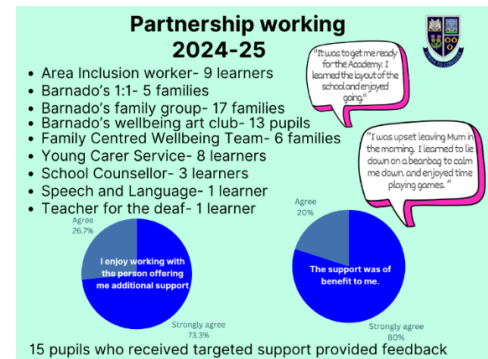 Partnership working
2024-25
Area Inclusion worker- 9 learners
Barnado's 1:1- 5 families
Barnado's family group- 17 families
Barnado's wellbeing art club- 13 pupils
Family Centred Wellbeing Team- 6 families
Young Carer Service- 8 learners
School Counsellor- 3 learners
Speech and Language- 1 learner
Teacher for the deaf- 1 learner
"It was to get me ready
for the Academy. I
learned the layout of the
school and enjoyed
going."
"I was upset leaving Mum in
the morning. I learned to lie
down on a beanbag to calm
me down. and enjoyed time
playing games. "
Agree
26.7%
I enjoy working with
the person offering
me additional support
Strongly agree
73.3%
Agree
20%
The support was of
benefit to me.
Strongly agree
80%
15 pupils who received targeted support provided feedback